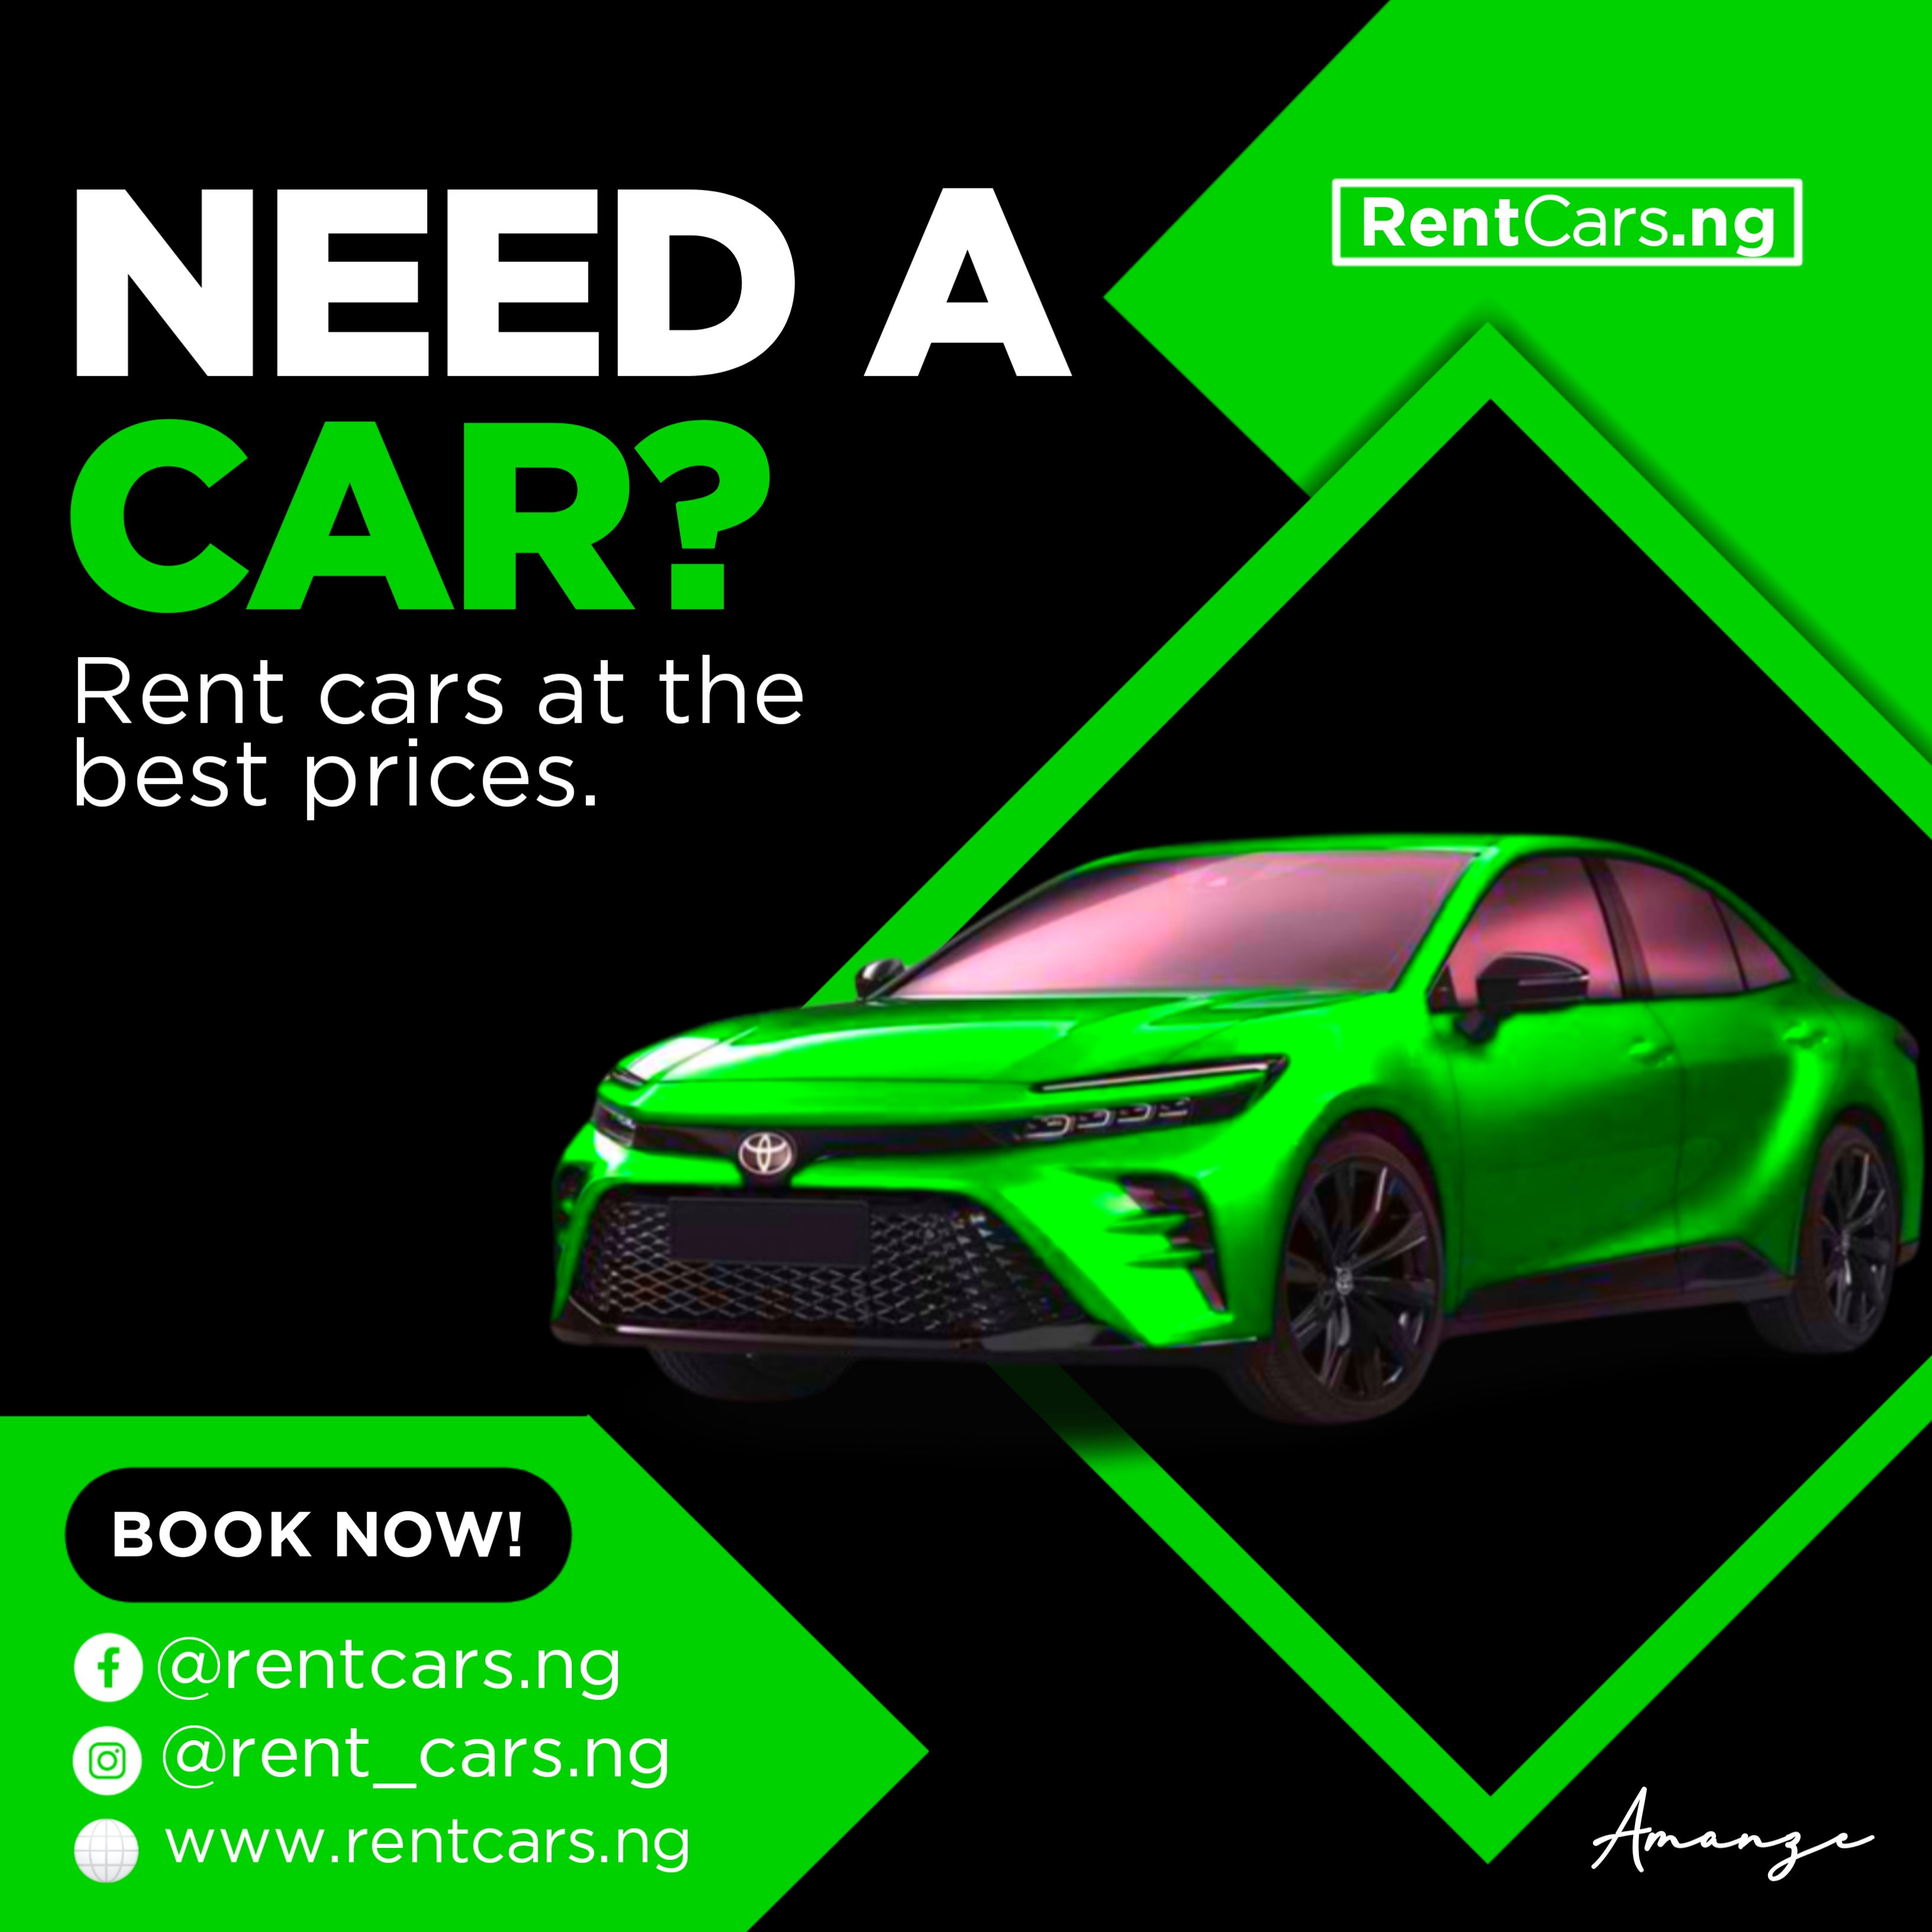 NEED A
CAR?
Rent cars at the
best prices.
RentCars.ng
BOOK NOW!
@rentcars.ng
@rent_cars.ng
www.rentcars.ng
Amanze